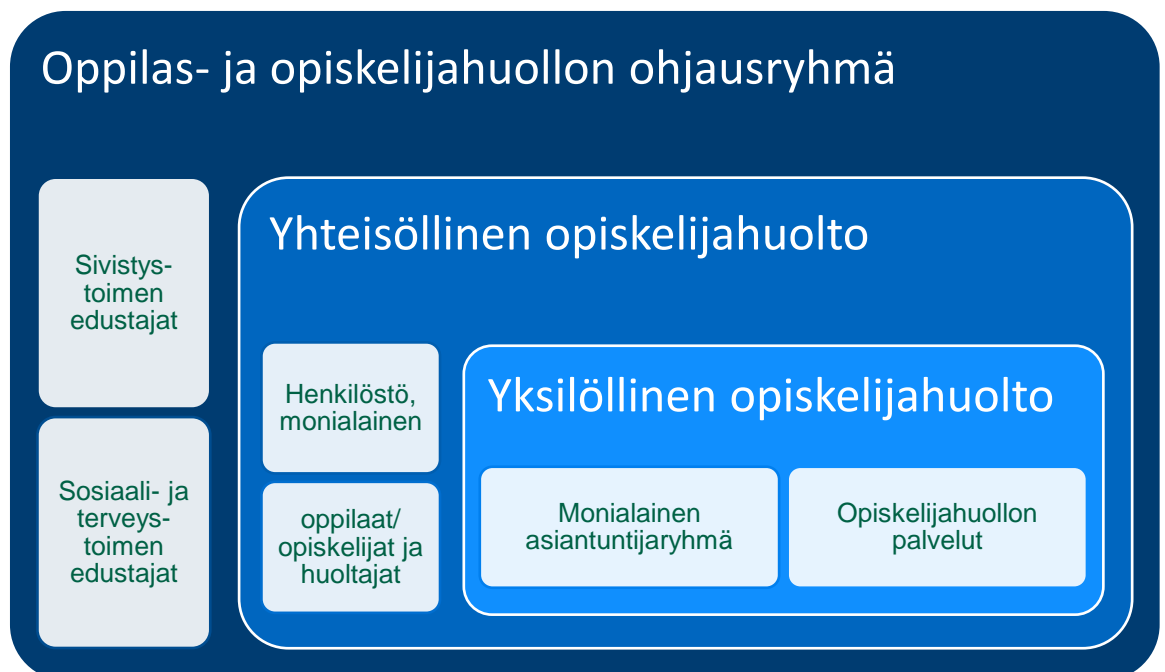 Oppilas- ja opiskelijahuollon ohjausryhmä
Sivistys-
toimen
edustajat
Sosiaali- ja
terveys-
toimen
edustajat
Yhteisöllinen opiskelijahuolto
Henkilöstö,
monialainen
oppilaat/
opiskelijat ja
huoltajat
Yksilöllinen opiskelijahuolto
Monialainen
asiantuntijaryhmä
Opiskelijahuollon
palvelut